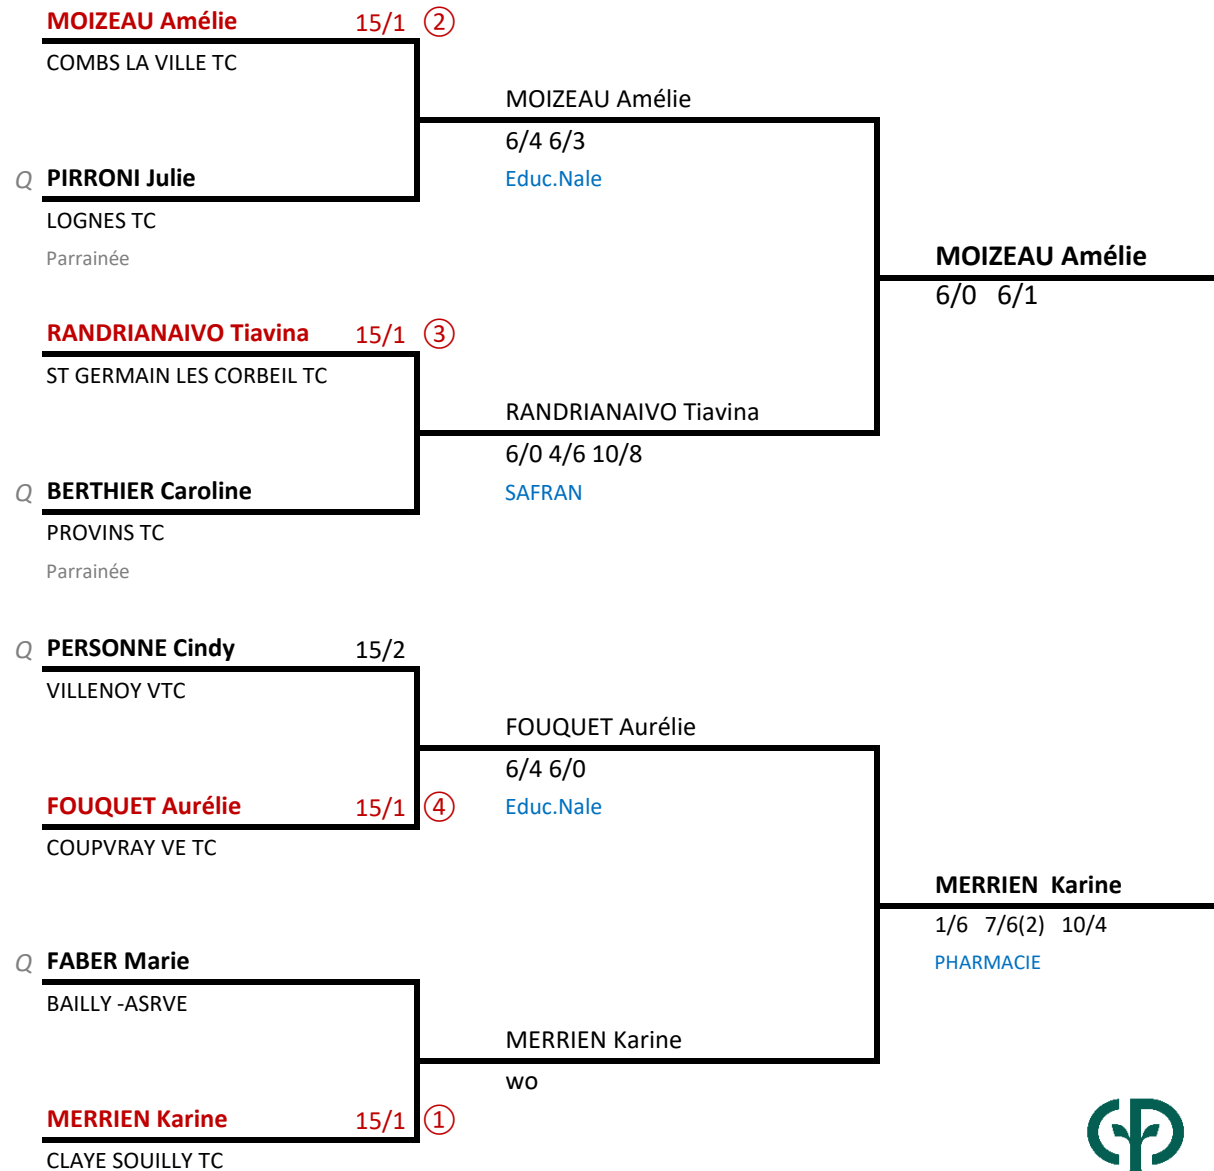 MOIZEAU Amélie 15/1 ②
COMBS LA VILLE TC
MOIZEAU Amélie
6/4 6/3
Q PIRRONI Julie
Educ.Nale
LOGNES TC
Parrainée
MOIZEAU Amélie
6/0 6/1
RANDRIANAIVO Tiavina 15/1 ③
ST GERMAIN LES CORBEIL TC
RANDRIANAIVO Tiavina
6/0 4/6 10/8
Q BERTHIER Caroline
SAFRAN
PROVINS TC
Parrainée
Q PERSONNE Cindy 15/2
VILLENOY VTC
FOUQUET Aurélie
6/4 6/0
FOUQUET Aurélie 15/1 ④
Educ.Nale
COUPVRAY VE TC
MERRIEN Karine
1/6 7/6(2) 10/4
Q FABER Marie
PHARMACIE
BAILLY -ASRVE
MERRIEN Karine
wo
MERRIEN Karine 15/1 ①
CLAYE SOUILLY TC